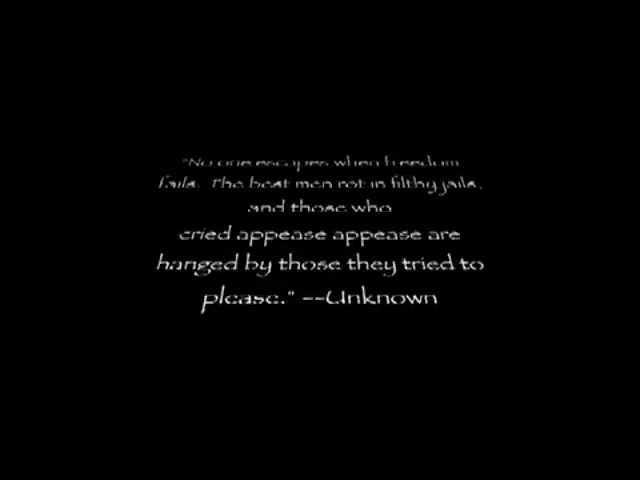 "No one escapes when freedom
fails. The best men rot in filthy jails,
and those who
cried appease appease are
hanged by those they tried to
please." --Unknown